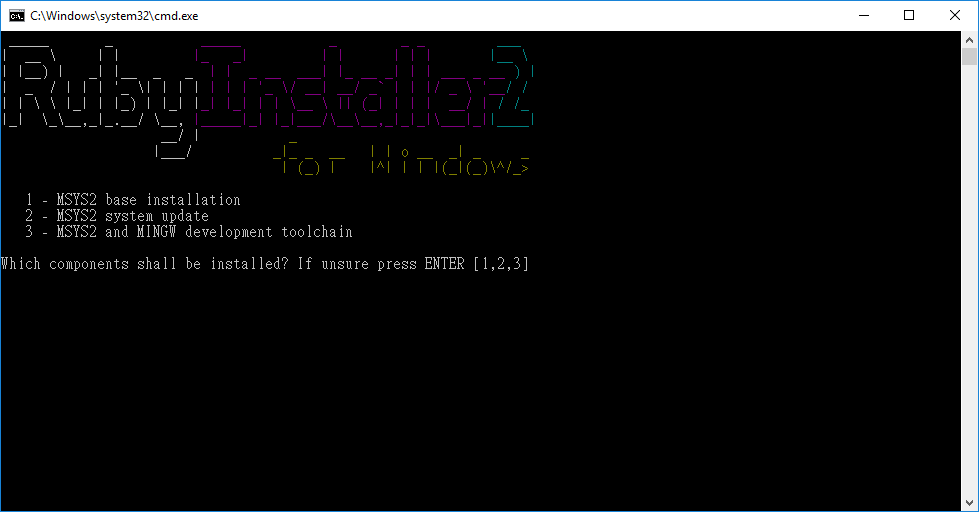 C:\Windows\system32\cmd.exe
RubyInstaller2
for Windows
1 - MSYS2 base installation
2 - MSYS2 system update
3 - MSYS2 and MINGW development toolchain
Which components shall be installed? If unsure press ENTER [1,2,3]